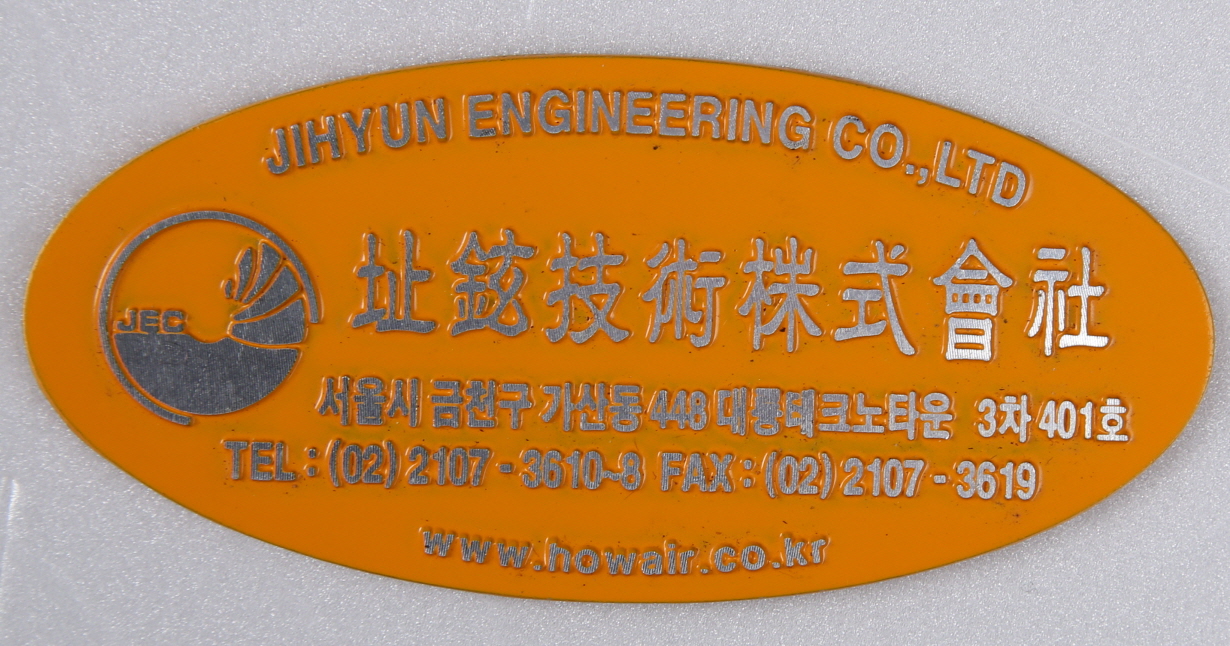 JIHYUN ENGINEERING CO.,LTD
JEC
址鉉技術株式會社
서울시 금천구 가산동 448 대륭테크노타운 3차 401호
TEL : (02) 2107 - 3610~8 FAX : (02) 2107 - 3619
www.howair.co.kr